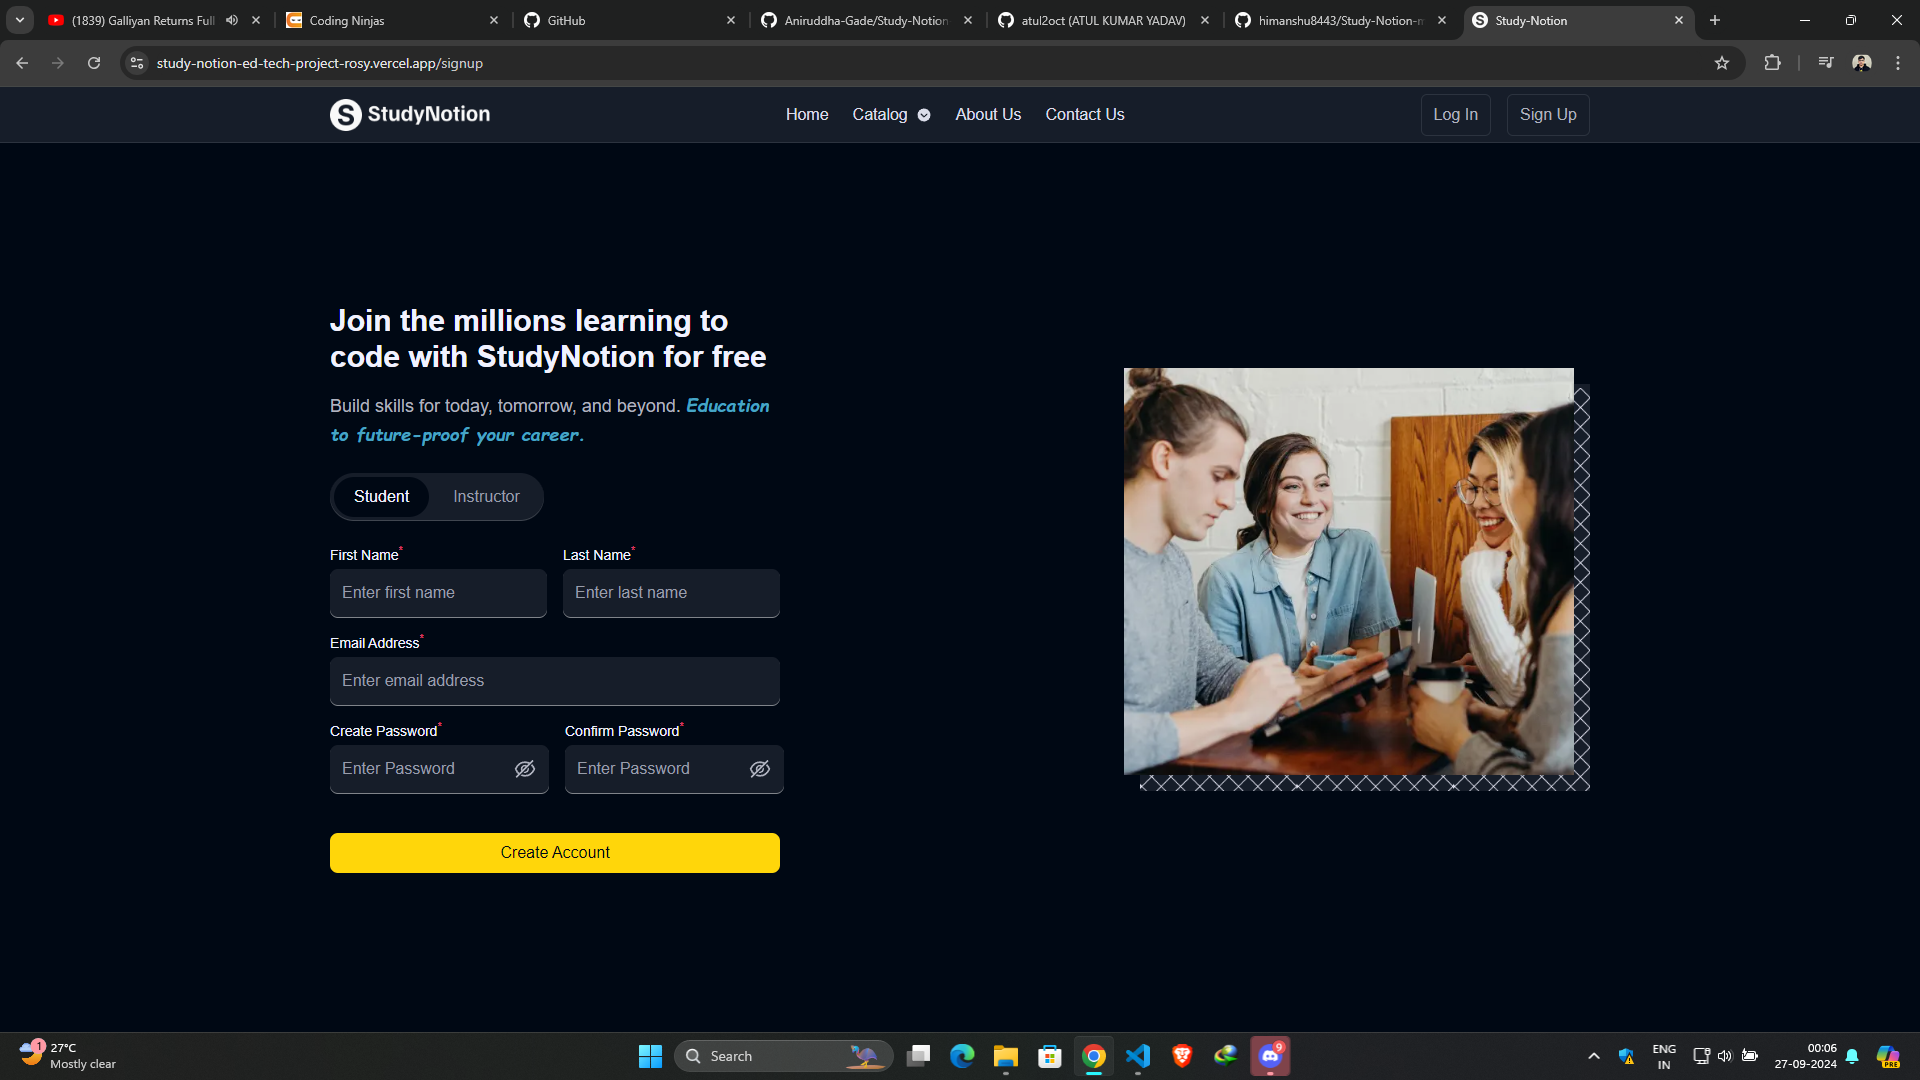 (1839) Galliyan Returns Full
Coding Ninjas
GitHub
Aniruddha-Gade/Study-Notion
atul2oct (ATUL KUMAR YADAV)
himanshu8443/Study-Notion-m
Study-Notion
study-notion-ed-tech-project-rosy.vercel.app/signup
S StudyNotion
Home
Catalog
About Us
Contact Us
Log In
Sign Up
Join the millions learning to
code with StudyNotion for free
Build skills for today, tomorrow, and beyond. Education
to future-proof your career.
Student
Instructor
First Name*
Last Name*
Enter first name
Enter last name
Email Address*
Enter email address
Create Password*
Confirm Password*
Enter Password
Enter Password
Create Account
1
27°C
Mostly clear
Search
9
ENG
IN
00:06
27-09-2024
PRE